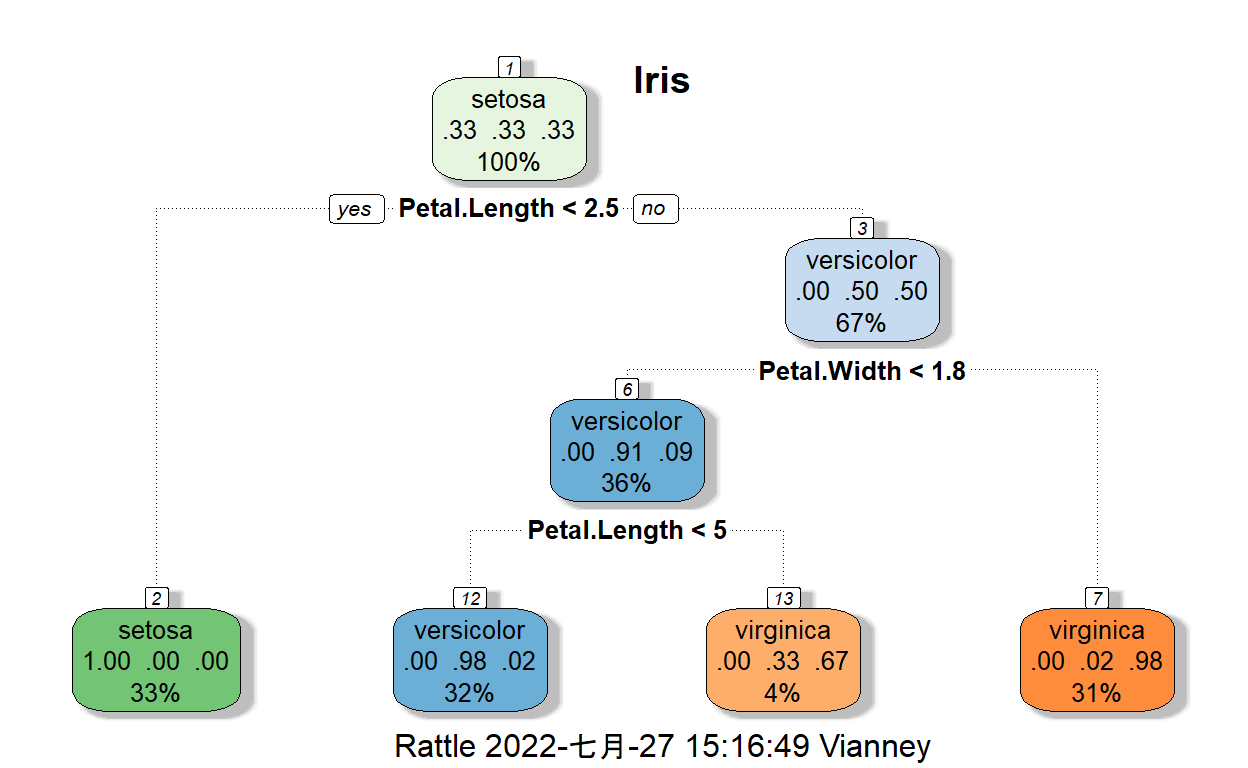 Iris
1
setosa
.33 .33 .33
100%
yes Petal.Length < 2.5 no
3
versicolor
.00 .50 .50
67%
Petal.Width < 1.8
6
versicolor
.00 .91 .09
36%
Petal.Length < 5
2
setosa
1.00 .00 .00
33%
12
versicolor
.00 .98 .02
32%
13
virginica
.00 .33 .67
4%
7
virginica
.00 .02 .98
31%
Rattle 2022-七月-27 15:16:49 Vianney